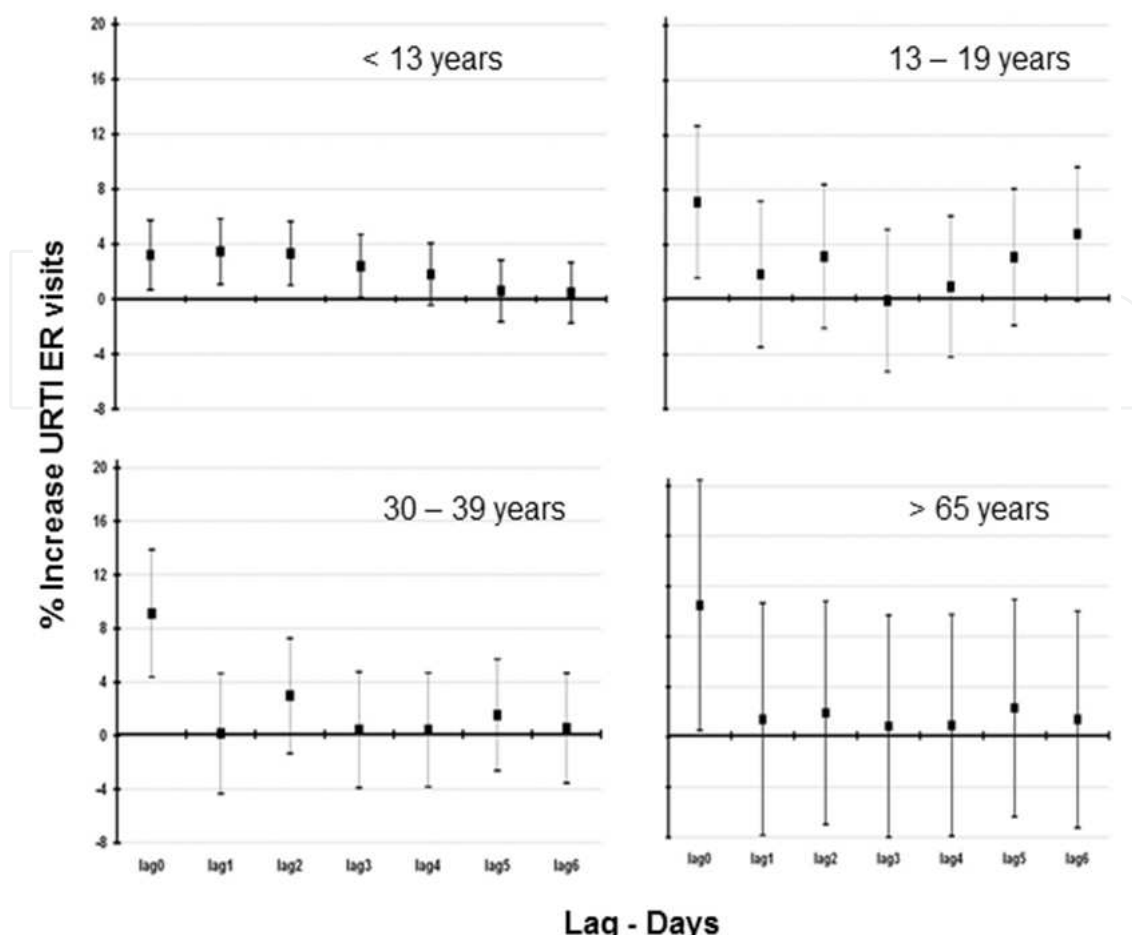 % Increase URTI ER visits
20
16
12
8
4
0
-4
-8
< 13 years
13 – 19 years
20
16
12
8
4
0
-4
-8
30 – 39 years
> 65 years
lag0 lag1 lag2 lag3 lag4 lag5 lag6
lag0 lag1 lag2 lag3 lag4 lag5 lag6
Lag - Days